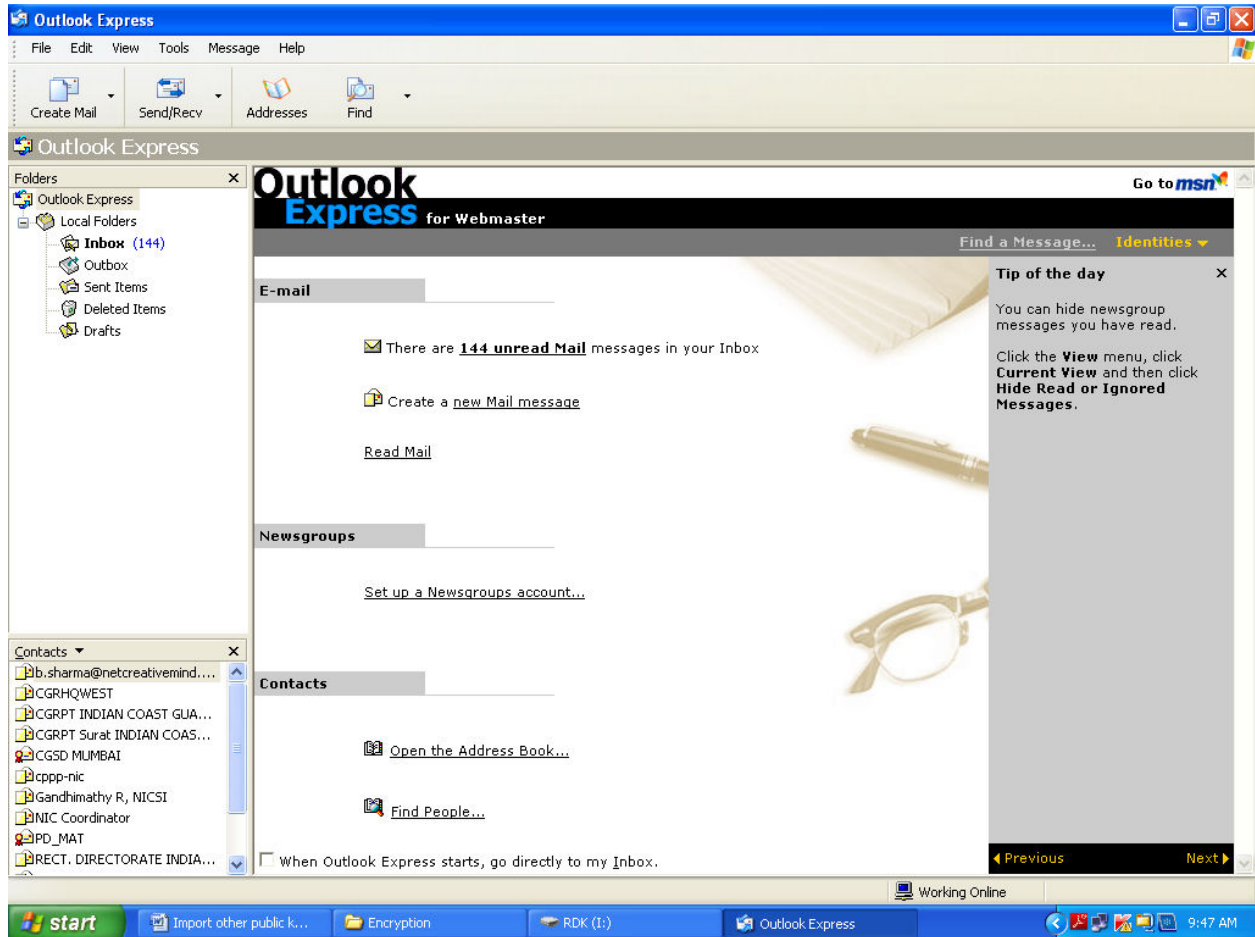 Outlook Express
File Edit View Tools Message Help
Create Mail Send/Recv Addresses Find
Outlook Express
Folders
Outlook Express
Local Folders
Inbox (144)
Outbox
Sent Items
Deleted Items
Drafts
Contacts
b.sharma@netcreativemind....
CGRHQWEST
CGRPT INDIAN COAST GUA...
CGRPT Surat INDIAN COAS...
CGSD MUMBAI
cppp-nic
Gandhimathy R, NICSI
NIC Coordinator
PD_MAT
RECT. DIRECTORATE INDIA...
Outlook
Express for Webmaster
Go to msn
Find a Message... Identities
E-mail
There are 144 unread Mail messages in your Inbox
Create a new Mail message
Read Mail
Newsgroups
Set up a Newsgroups account...
Contacts
Open the Address Book...
Find People...
When Outlook Express starts, go directly to my Inbox.
Tip of the day
You can hide newsgroup
messages you have read.
Click the View menu, click
Current View and then click
Hide Read or Ignored
Messages.
Previous Next
Working Online
start Import other public k... Encryption RDK (I:) Outlook Express 9:47 AM